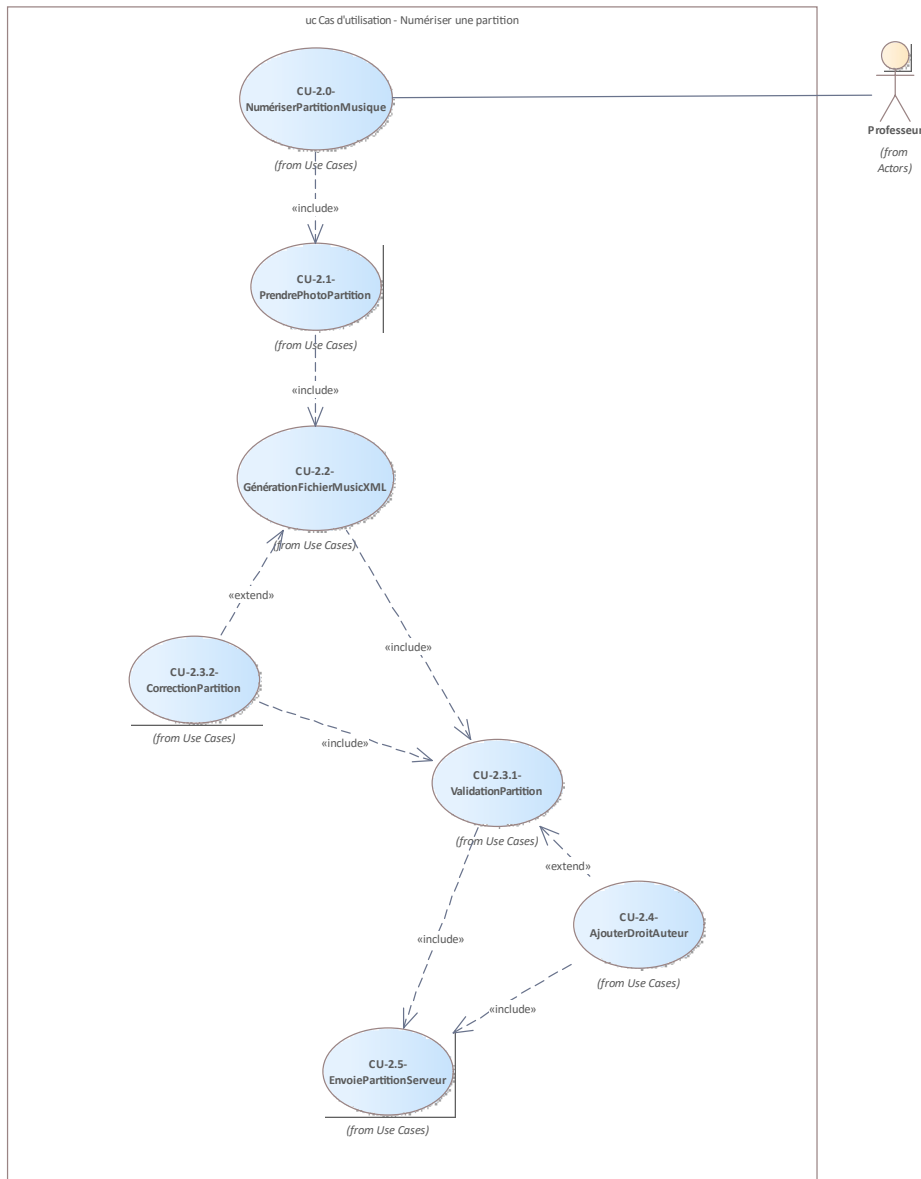 uc Cas d'utilisation - Numériser une partition
CU-2.0-
NumériserPartitionMusique
(from Use Cases)
Professeur
(from
Actors)
«include»
CU-2.1-
PrendrePhotoPartition
(from Use Cases)
«include»
CU-2.2-
GénérationFichierMusicXML
(from Use Cases)
«extend»
«include»
CU-2.3.2-
CorrectionPartition
(from Use Cases)
«include»
CU-2.3.1-
ValidationPartition
(from Use Cases)
«extend»
CU-2.4-
AjouterDroitAuteur
(from Use Cases)
«include»
«include»
CU-2.5-
EnvoiePartitionServeur
(from Use Cases)